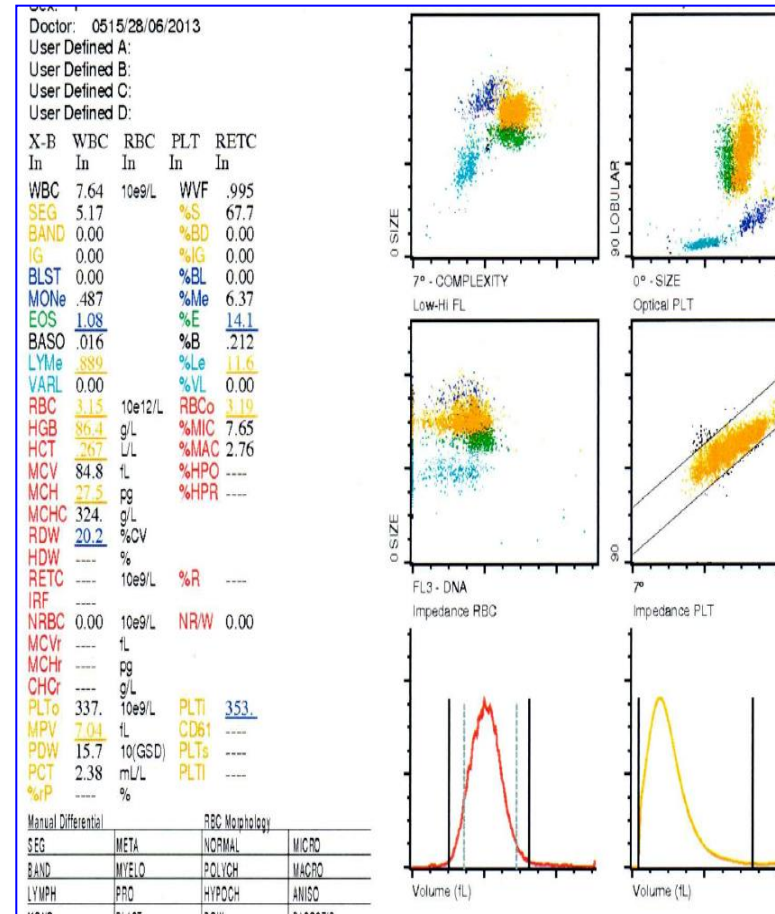 Doctor: 0515/28/06/2013
User Defined A:
User Defined B:
User Defined C:
User Defined D:
X-B WBC RBC PLT RETC
In In In In In
WBC 7.64 10e9/L WVF .995
SEG 5.17 %S 67.7
BAND 0.00 %BD 0.00
IG 0.00 %IG 0.00
BLST 0.00 %BL 0.00
MONe .487 %Me 6.37
EOS 1.08 %E 14.1
BASO .016 %B .212
LYMe .889 %Le 11.6
VARL 0.00 %VL 0.00
RBC 3.15 10e12/L RBCo 3.19
HGB 86.4 g/L %MIC 7.65
HCT .267 L/L %MAC 2.76
MCV 84.8 fL %HPO ----
MCH 27.5 pg %HPR ----
MCHC 324. g/L
RDW 20.2 %CV
HDW ---- %
RETC ---- 10e9/L %R ----
IRF ----
NRBC 0.00 10e9/L NR/W 0.00
MCVr ---- fL
MCHr ---- pg
CHCr ---- g/L
PLTo 337. 10e9/L PLTi 353.
MPV 7.04 fL CD61 ----
PDW 15.7 10(GSD) PLTs ----
PCT 2.38 mL/L PLTI ----
%rP ---- %
Manual Differential RBC Morphology
SEG META NORMAL MICRO
BAND MYELO POLYCH MACRO
LYMPH PRO HYPOCH ANISO
0 SIZE
7° - COMPLEXITY
90 LOBULAR
0° - SIZE
Low-Hi FL
Optical PLT
0 SIZE
FL3 - DNA
90
7°
Impedance RBC
Impedance PLT
Volume (fL)
Volume (fL)